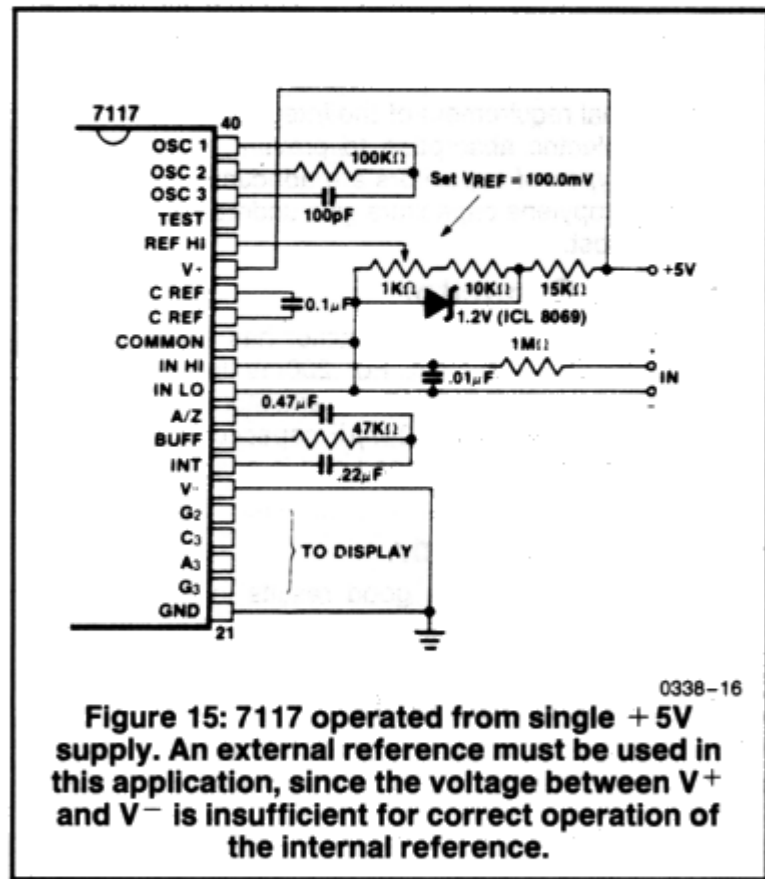 7117
40
OSC 1
OSC 2
OSC 3
TEST
REF HI
V+
C REF
C REF
COMMON
IN HI
IN LO
A/Z
BUFF
INT
V-
G2
C3
A3
G3
GND
21
100KΩ
100pF
Set VREF = 100.0mV
1KΩ
10KΩ
15KΩ
+5V
0.1µF
1.2V (ICL 8069)
1MΩ
+
.01µF
IN
-
0.47µF
47KΩ
.22µF
TO DISPLAY
0338-16
Figure 15: 7117 operated from single +5V
supply. An external reference must be used in
this application, since the voltage between V+
and V- is insufficient for correct operation of
the internal reference.